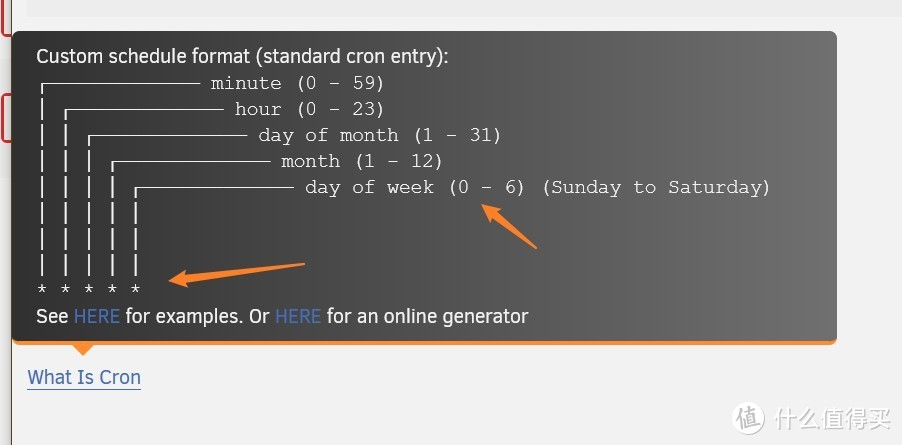 Custom schedule format (standard cron entry):
minute (0 - 59)
hour (0 - 23)
day of month (1 - 31)
month (1 - 12)
day of week (0 - 6) (Sunday to Saturday)
* * * * *
See HERE for examples. Or HERE for an online generator
What Is Cron
值 什么值得买